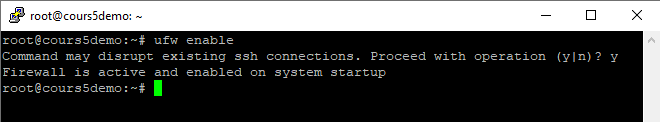 root@cours5demo: ~
root@cours5demo:~# ufw enable
Command may disrupt existing ssh connections. Proceed with operation (y|n)? y
Firewall is active and enabled on system startup
root@cours5demo:~#